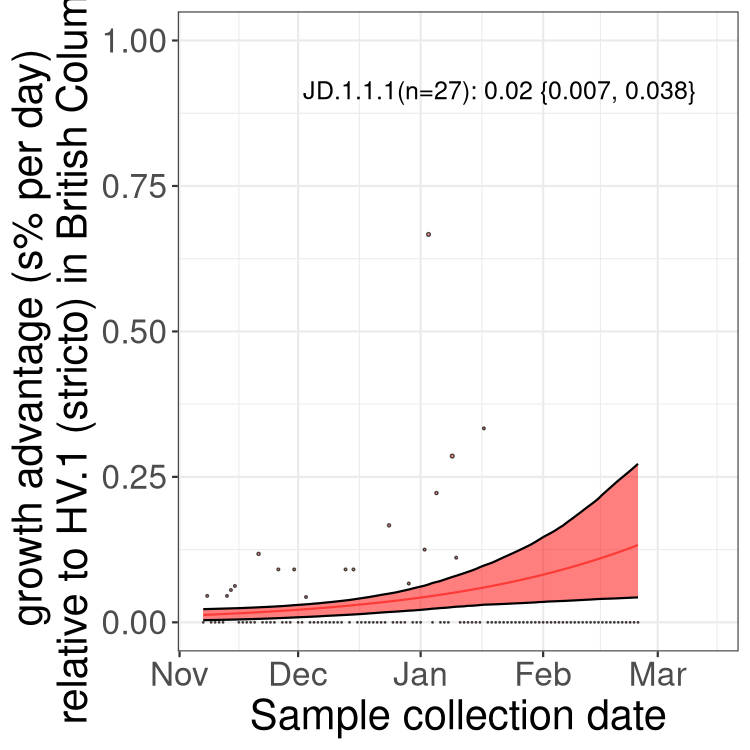 growth advantage (s% per day)
relative to HV.1 (stricto) in British Colum
1.00
JD.1.1.1(n=27): 0.02 {0.007, 0.038}
0.75
0.50
0.25
0.00
Nov Dec Jan Feb Mar
Sample collection date